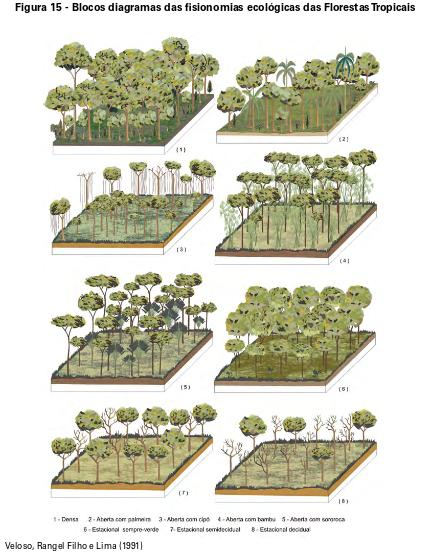 Figura 15 - Blocos diagramas das fisionomias ecológicas das Florestas Tropicais
( 1 )
( 2 )
( 3 )
( 4 )
( 5 )
( 6 )
( 7 )
( 8 )
1 - Densa 2 - Aberta com palmeira 3 - Aberta com cipó 4 - Aberta com bambu 5 - Aberta com sororoca
6 - Estacional sempre-verde 7- Estacional semidecidual 8 - Estacional decidual
Veloso, Rangel Filho e Lima (1991)